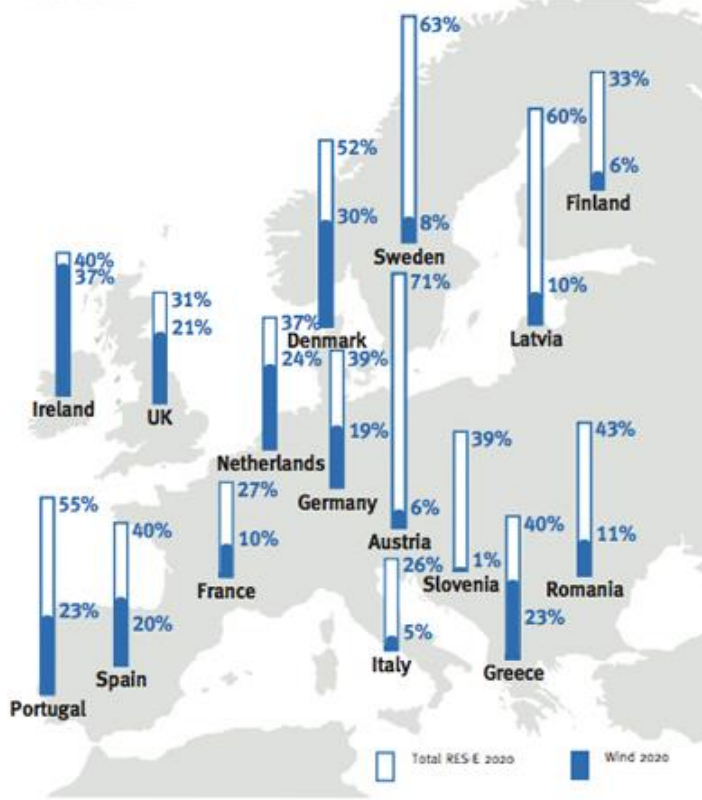 63%
33%
60%
52%
6%
Finland
30%
8%
Sweden
40%
37%
71%
10%
31%
21%
37%
Denmark
Latvia
24%
39%
Ireland
UK
19%
39%
43%
Netherlands
27%
Germany
55%
6%
40%
40%
10%
Austria
11%
26%
1%
France
Slovenia
Romania
23%
20%
5%
23%
Italy
Spain
Greece
Portugal
Total RES-E 2020
Wind 2020